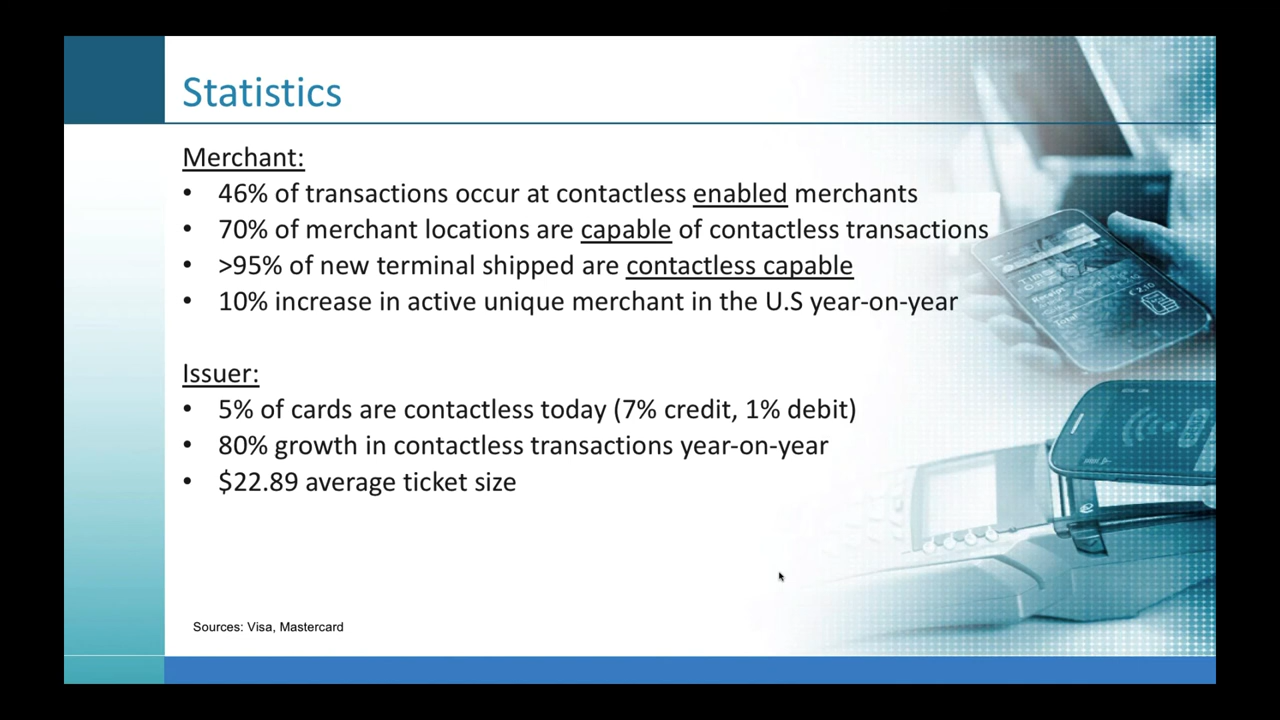 Statistics
Merchant:
• 46% of transactions occur at contactless enabled merchants
• 70% of merchant locations are capable of contactless transactions
• >95% of new terminal shipped are contactless capable
• 10% increase in active unique merchant in the U.S year-on-year
Issuer:
• 5% of cards are contactless today (7% credit, 1% debit)
• 80% growth in contactless transactions year-on-year
• $22.89 average ticket size
Sources: Visa, Mastercard